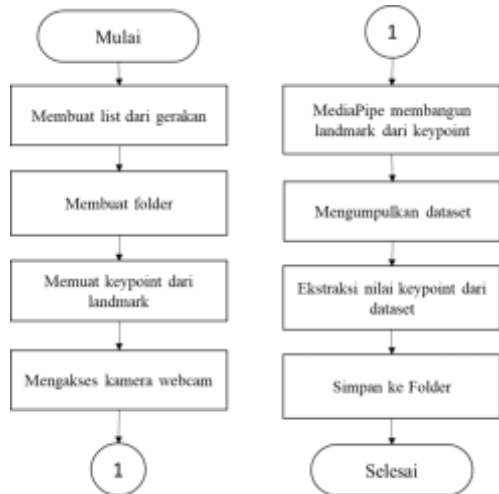 Mulai
Membuat list dari gerakan
Membuat folder
Memuat keypoint dari
landmark
Mengakses kamera webcam
1
1
MediaPipe membangun
landmark dari keypoint
Mengumpulkan dataset
Ekstraksi nilai keypoint dari
dataset
Simpan ke Folder
Selesai